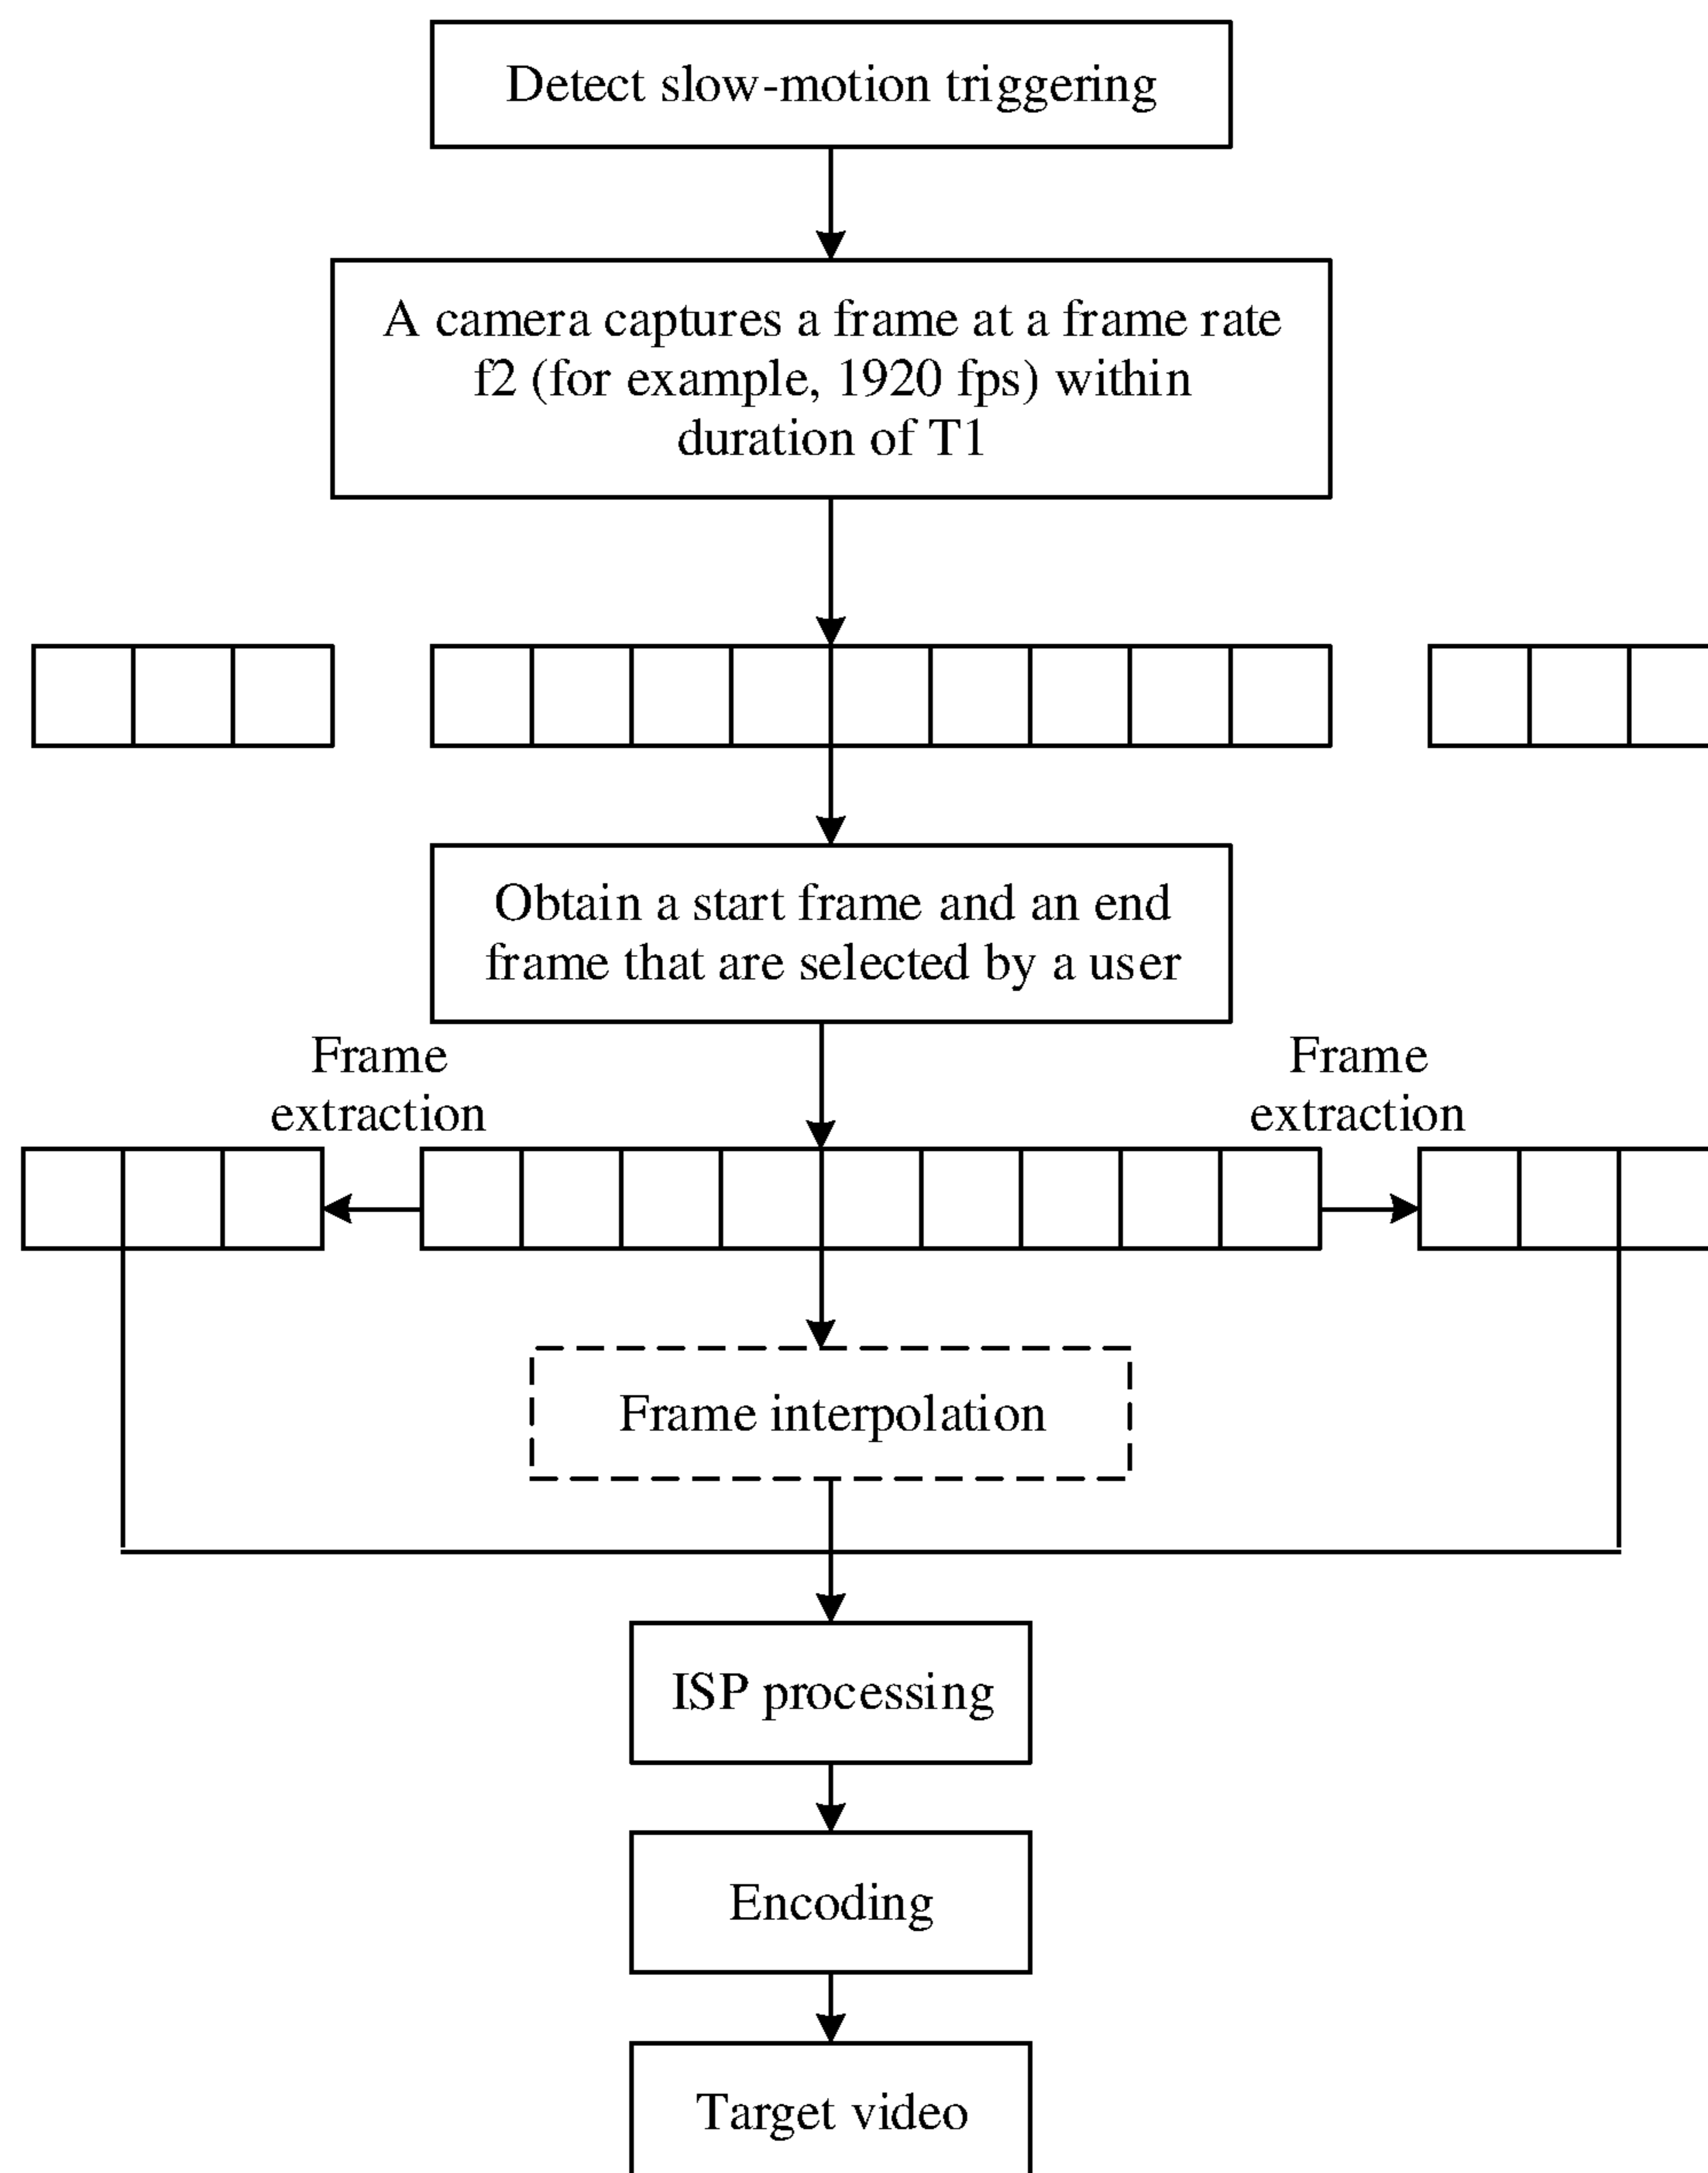 Detect slow-motion triggering
A camera captures a frame at a frame rate
f2 (for example, 1920 fps) within
duration of T1
Obtain a start frame and an end
frame that are selected by a user
Frame
extraction
Frame
extraction
Frame interpolation
ISP processing
Encoding
Target video